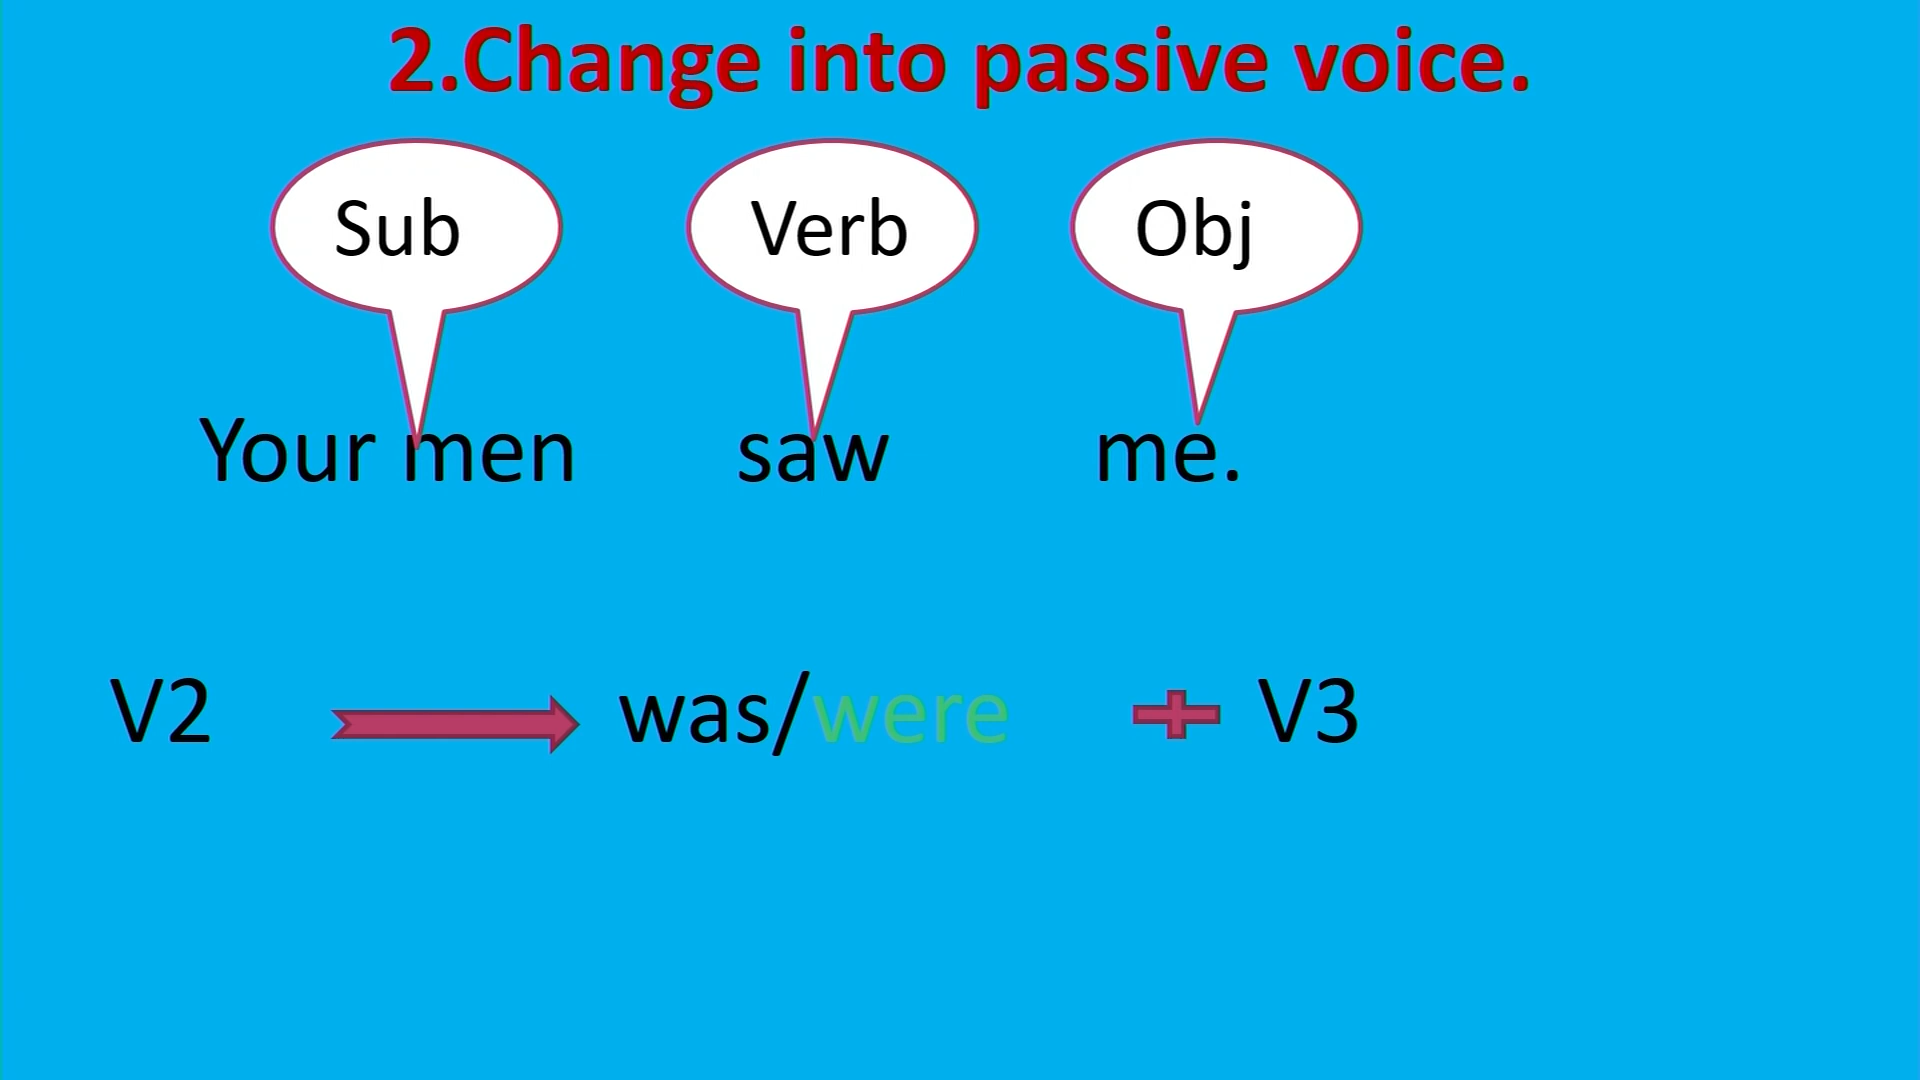 2.Change into passive voice.
Sub Verb Obj
Your men saw me.
V2 was/were V3